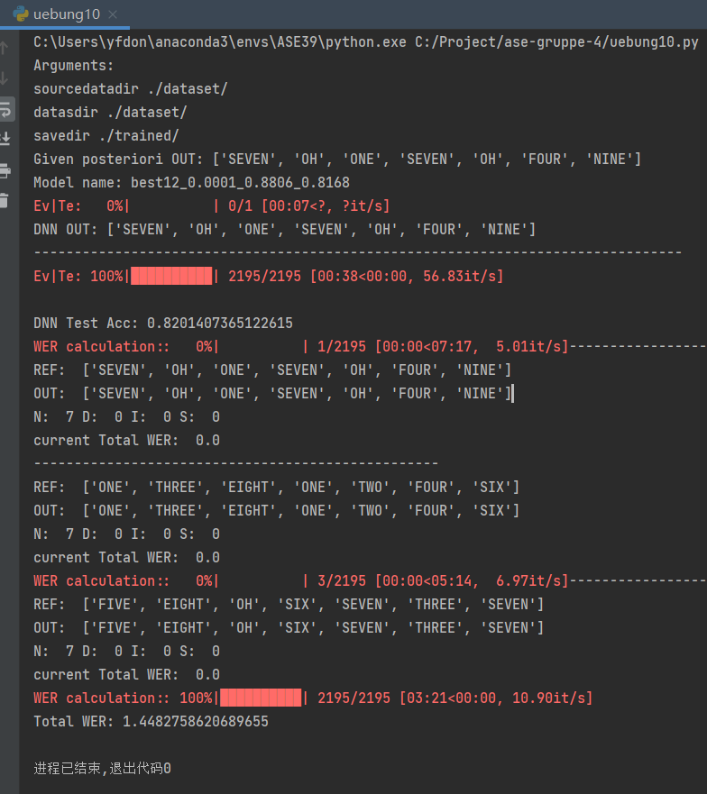 uebung10
C:\Users\yfdon\anaconda3\envs\ASE39\python.exe C:/Project/ase-gruppe-4/uebung10.py
Arguments:
sourcedatadir ./dataset/
datasdir ./dataset/
savedir ./trained/
Given posteriori OUT: ['SEVEN', 'OH', 'ONE', 'SEVEN', 'OH', 'FOUR', 'NINE']
Model name: best12_0.0001_0.8806_0.8168
Ev|Te:   0%|          | 0/1 [00:07<?, ?it/s]
DNN OUT: ['SEVEN', 'OH', 'ONE', 'SEVEN', 'OH', 'FOUR', 'NINE']
--------------------------------------------------------------------------------
Ev|Te: 100%|██████████| 2195/2195 [00:38<00:00, 56.83it/s]
DNN Test Acc: 0.8201407365122615
WER calculation::   0%|          | 1/2195 [00:00<07:17,  5.01it/s]-----------------
REF:  ['SEVEN', 'OH', 'ONE', 'SEVEN', 'OH', 'FOUR', 'NINE']
OUT:  ['SEVEN', 'OH', 'ONE', 'SEVEN', 'OH', 'FOUR', 'NINE']
N:  7 D:  0 I:  0 S:  0
current Total WER:  0.0
--------------------------------------------------
REF:  ['ONE', 'THREE', 'EIGHT', 'ONE', 'TWO', 'FOUR', 'SIX']
OUT:  ['ONE', 'THREE', 'EIGHT', 'ONE', 'TWO', 'FOUR', 'SIX']
N:  7 D:  0 I:  0 S:  0
current Total WER:  0.0
WER calculation::   0%|          | 3/2195 [00:00<05:14,  6.97it/s]-----------------
REF:  ['FIVE', 'EIGHT', 'OH', 'SIX', 'SEVEN', 'THREE', 'SEVEN']
OUT:  ['FIVE', 'EIGHT', 'OH', 'SIX', 'SEVEN', 'THREE', 'SEVEN']
N:  7 D:  0 I:  0 S:  0
current Total WER:  0.0
WER calculation:: 100%|██████████| 2195/2195 [03:21<00:00, 10.90it/s]
Total WER: 1.4482758620689655
进程已结束,退出代码0